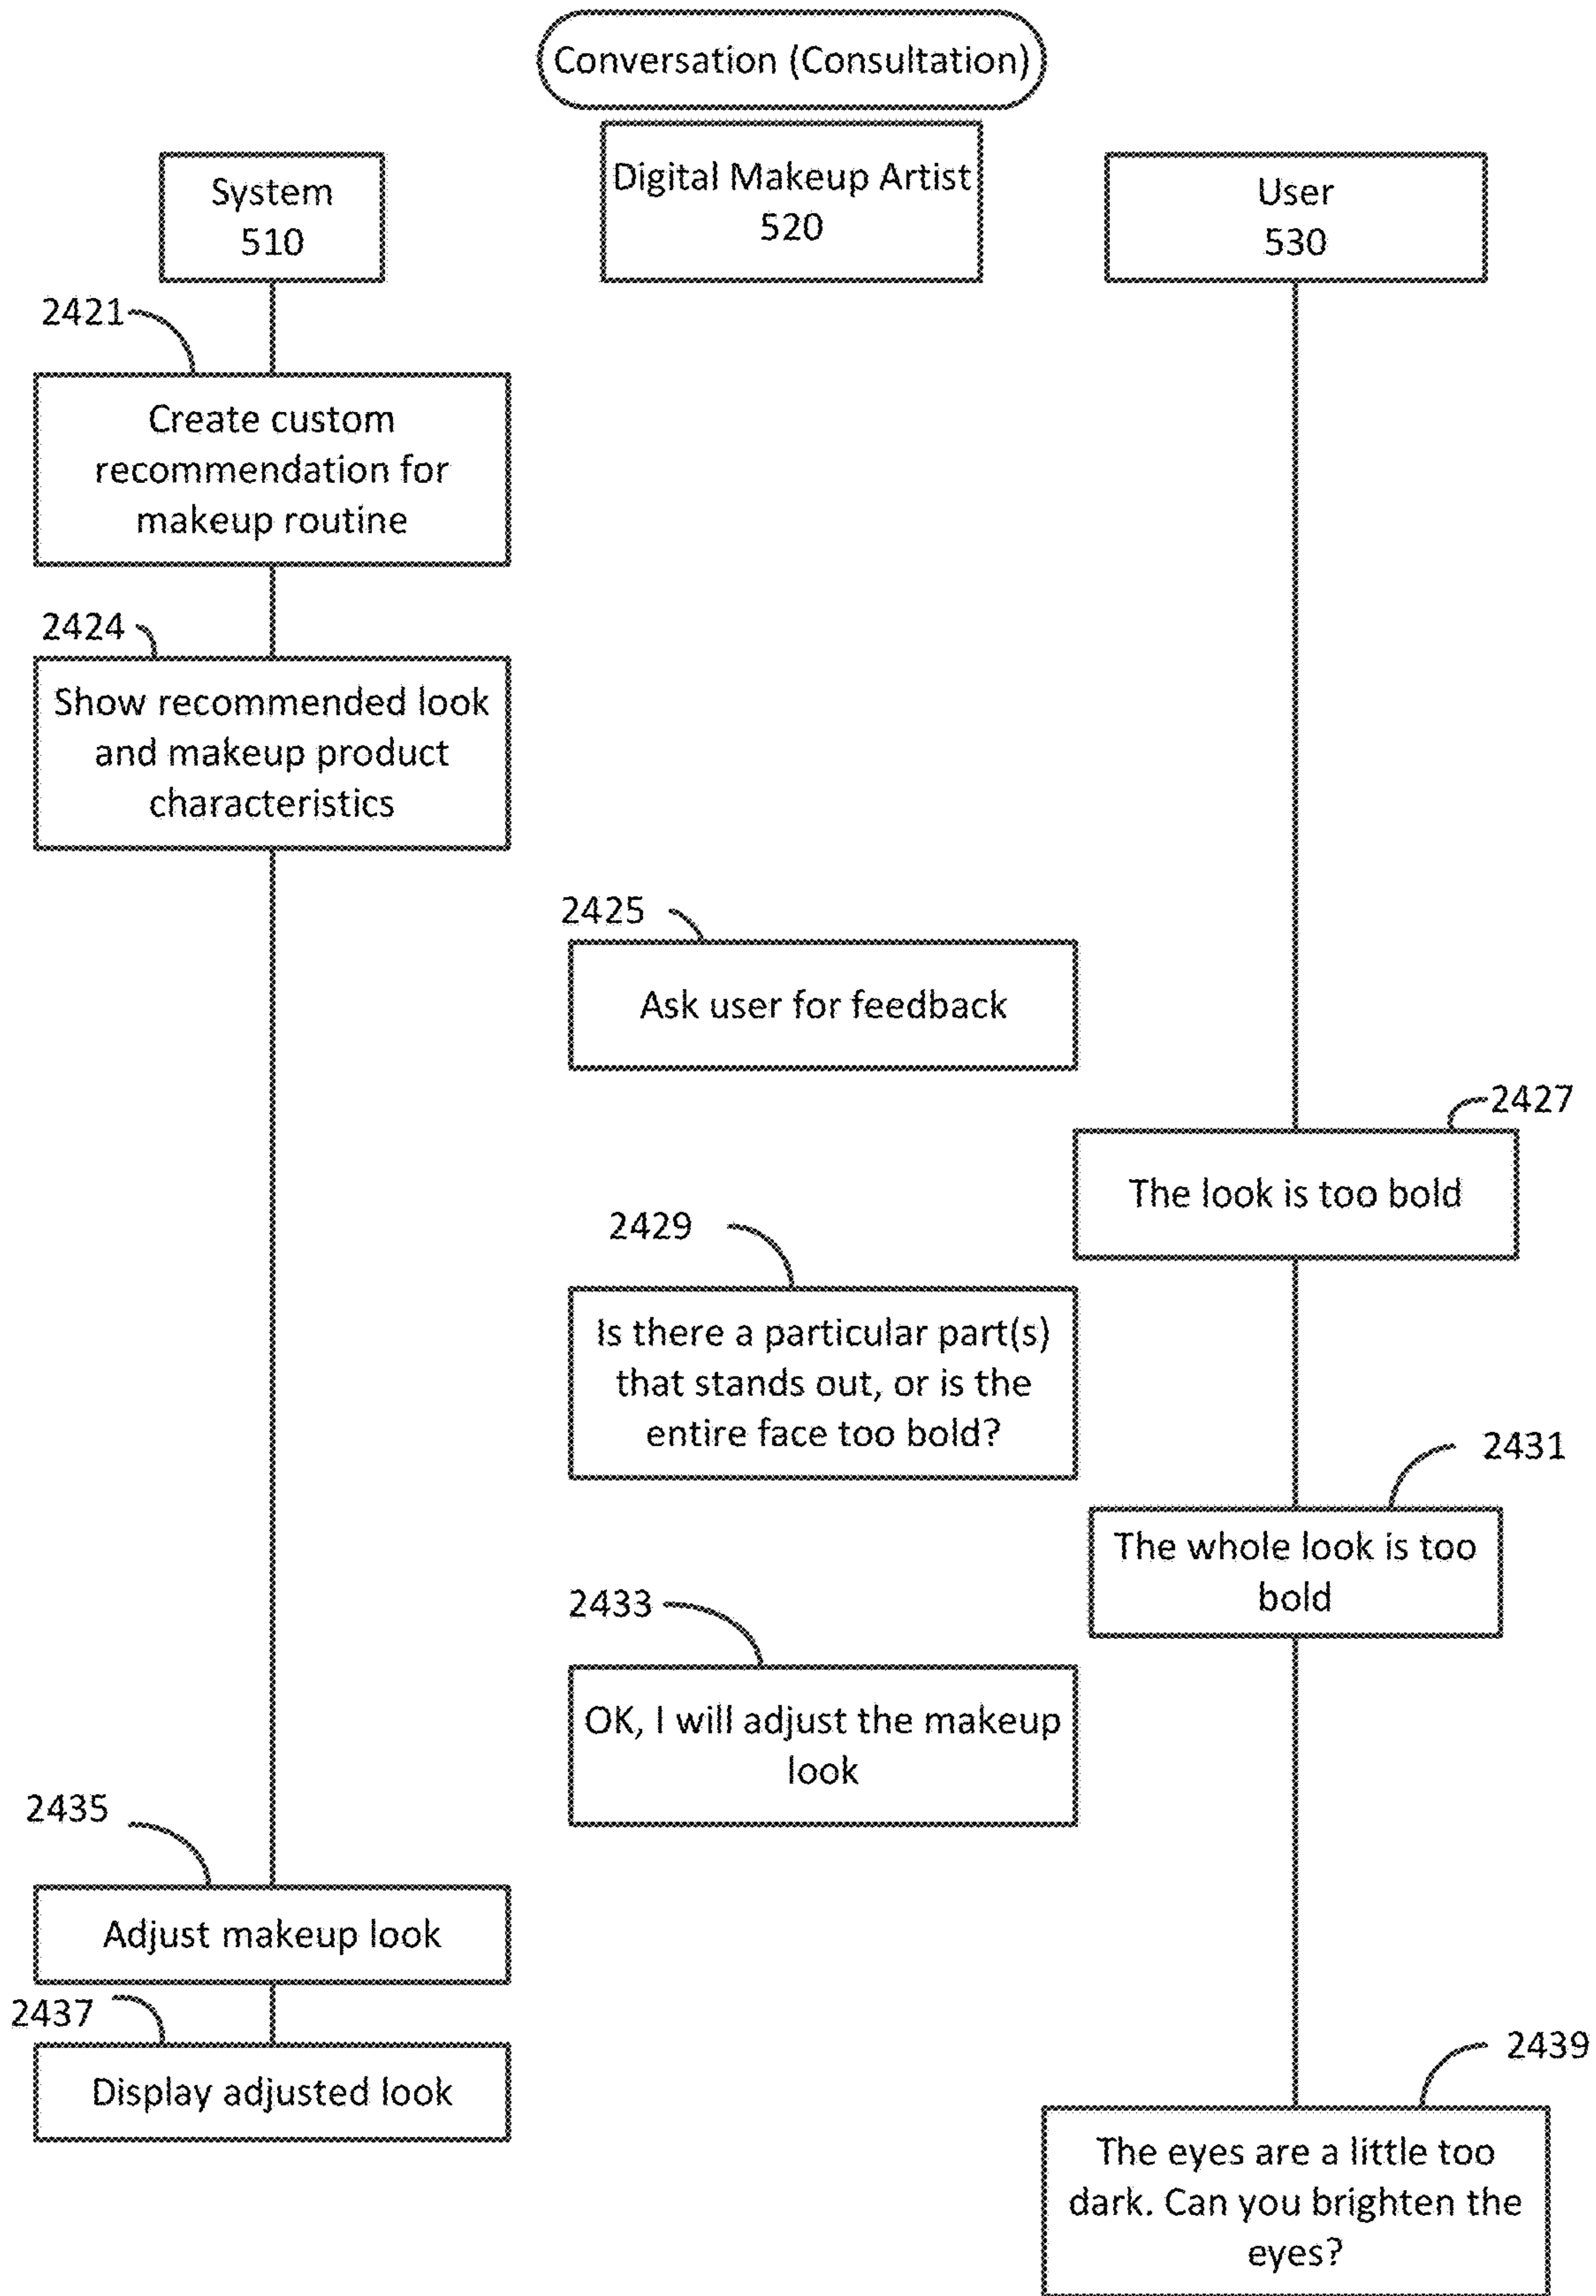 Conversation (Consultation)
System
510
Digital Makeup Artist
520
User
530
2421
Create custom
recommendation for
makeup routine
2424
Show recommended look
and makeup product
characteristics
2425
Ask user for feedback
2427
The look is too bold
2429
Is there a particular part(s)
that stands out, or is the
entire face too bold?
2431
The whole look is too
bold
2433
OK, I will adjust the makeup
look
2435
Adjust makeup look
2437
Display adjusted look
2439
The eyes are a little too
dark. Can you brighten the
eyes?